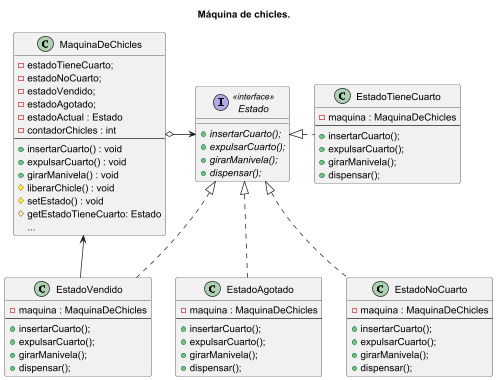 Máquina de chicles.
C MaquinaDeChicles
estadoTieneCuarto;
estadoNoCuarto;
estadoVendido;
estadoAgotado;
estadoActual : Estado
contadorChicles : int
insertarCuarto() : void
expulsarCuarto() : void
girarManivela() : void
liberarChicle() : void
setEstado() : void
getEstadoTieneCuarto: Estado
...
I «interface»
Estado
insertarCuarto();
expulsarCuarto();
girarManivela();
dispensar();
C EstadoTieneCuarto
maquina : MaquinaDeChicles
insertarCuarto();
expulsarCuarto();
girarManivela();
dispensar();
C EstadoVendido
maquina : MaquinaDeChicles
insertarCuarto();
expulsarCuarto();
girarManivela();
dispensar();
C EstadoAgotado
maquina : MaquinaDeChicles
insertarCuarto();
expulsarCuarto();
girarManivela();
dispensar();
C EstadoNoCuarto
maquina : MaquinaDeChicles
insertarCuarto();
expulsarCuarto();
girarManivela();
dispensar();